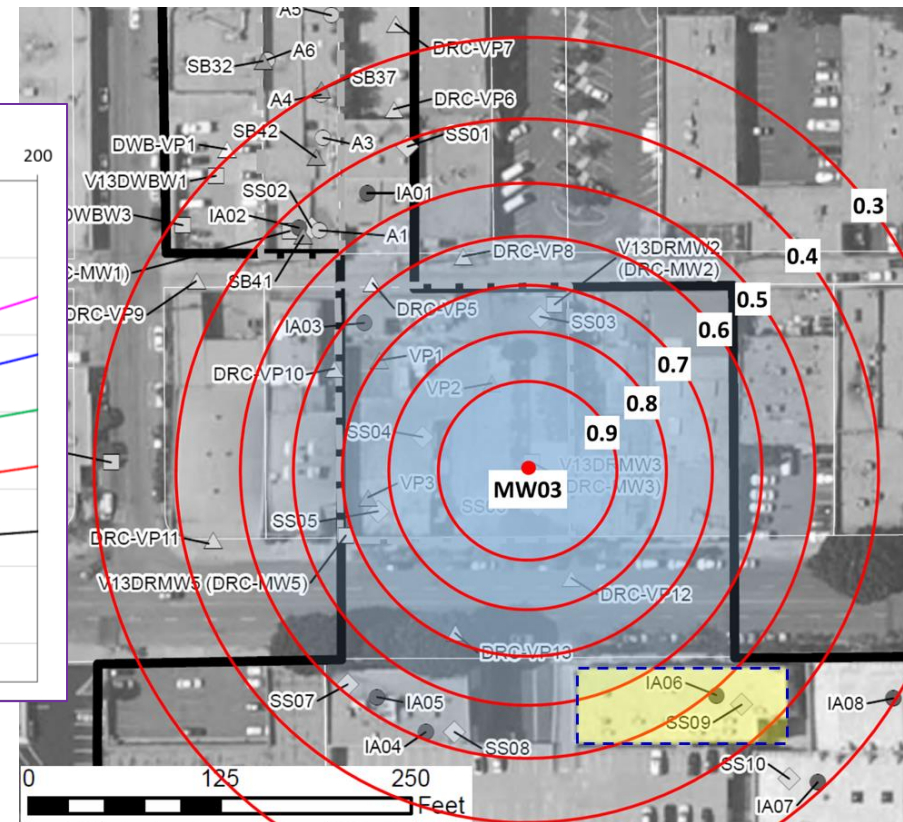 A5
DRC-VP7
A6
SB32
SB37
A4
DRC-VP6
SB42
A3
SS01
DWB-VP1
200
V13DWBW1
SS02
IA01
0.3
DWBW3
IA02
A1
DRC-VP8
V13DRMW2
(DRC-MW2)
0.4
C-MW1)
SB41
DRC-VP9
DRC-VP5
0.5
IA03
SS03
0.6
VP1
0.7
DRC-VP10
VP2
0.8
SS04
0.9
V13DRMW3
(DRC-MW3)
MW03
VP3
SS05
DRC-VP11
V13DRMW5 (DRC-MW5)
DRC-VP12
DRC-VP13
IA06
SS07
IA05
IA08
SS09
IA04
SS08
SS10
IA07
0
125
250
Feet